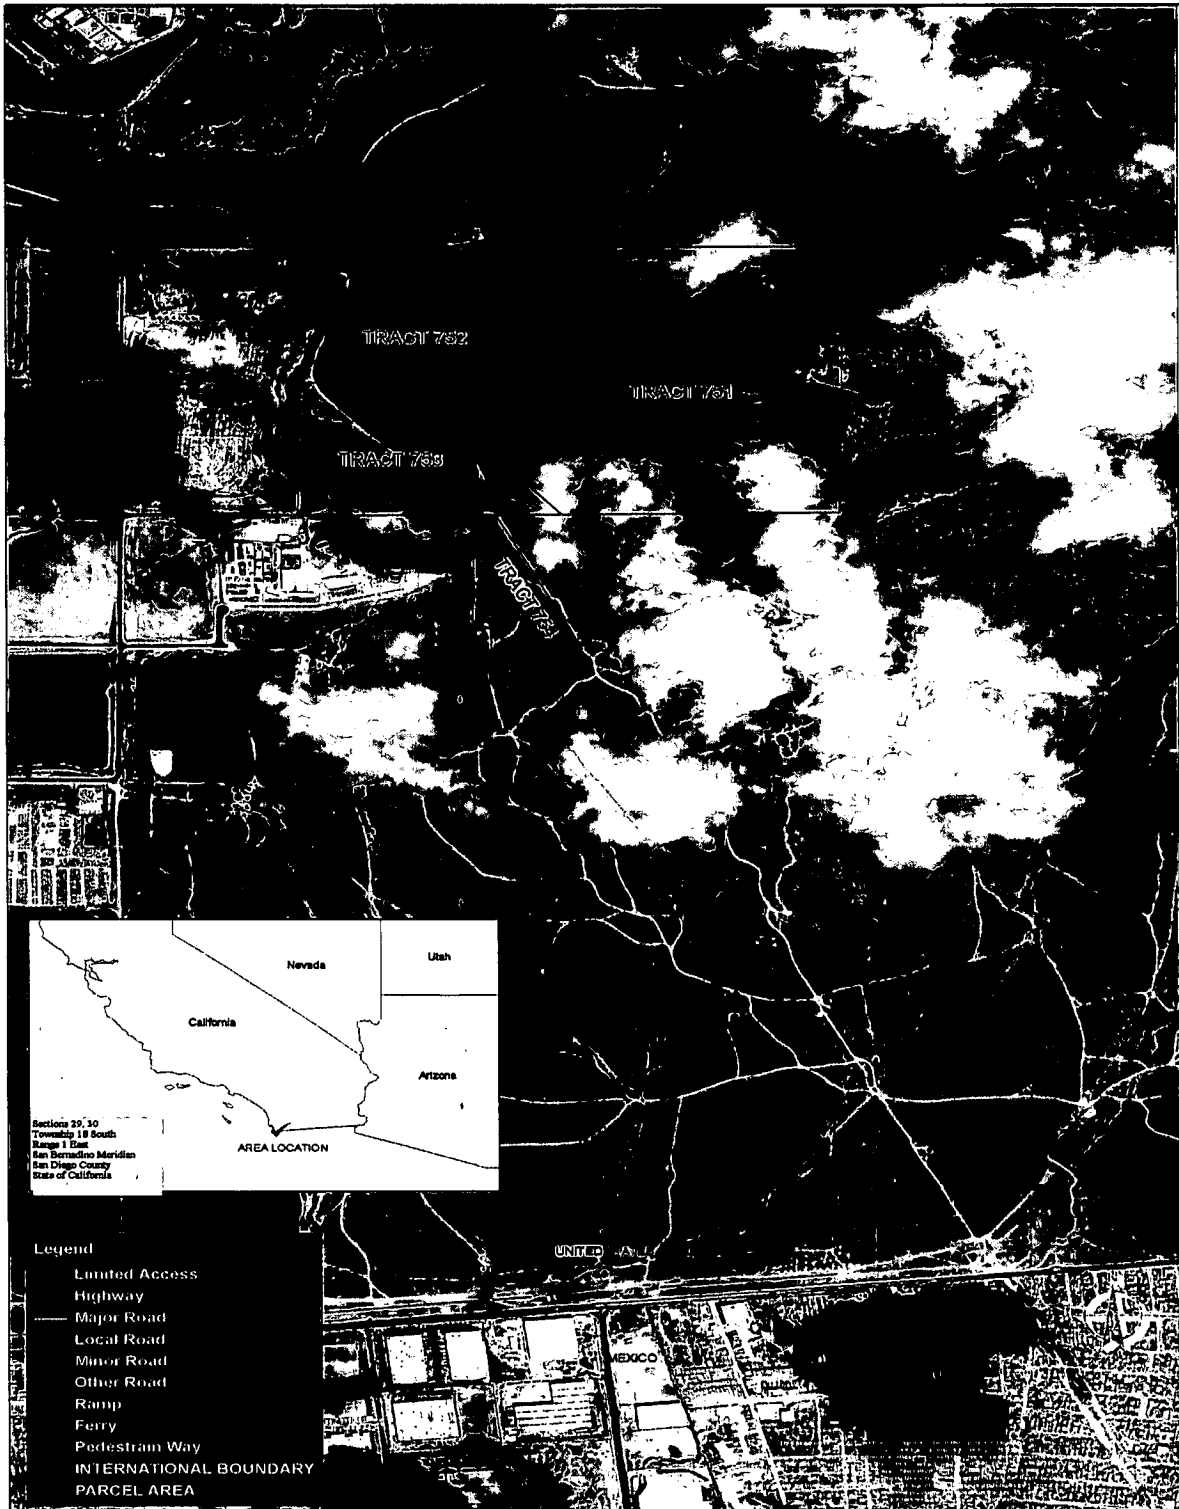 TRACT 752
TRACT 751
TRACT 753
TRACT 754
Nevada
Utah
California
Arizona
Sections 29, 30
Township 18 South
Range 1 East
San Bernadino Meridian
San Diego County
State of California
AREA LOCATION
Legend
UNITED
Limited Access
Highway
Major Road
Local Road
Minor Road
Other Road
Ramp
Ferry
Pedestrain Way
INTERNATIONAL BOUNDARY
PARCEL AREA
MEXICO